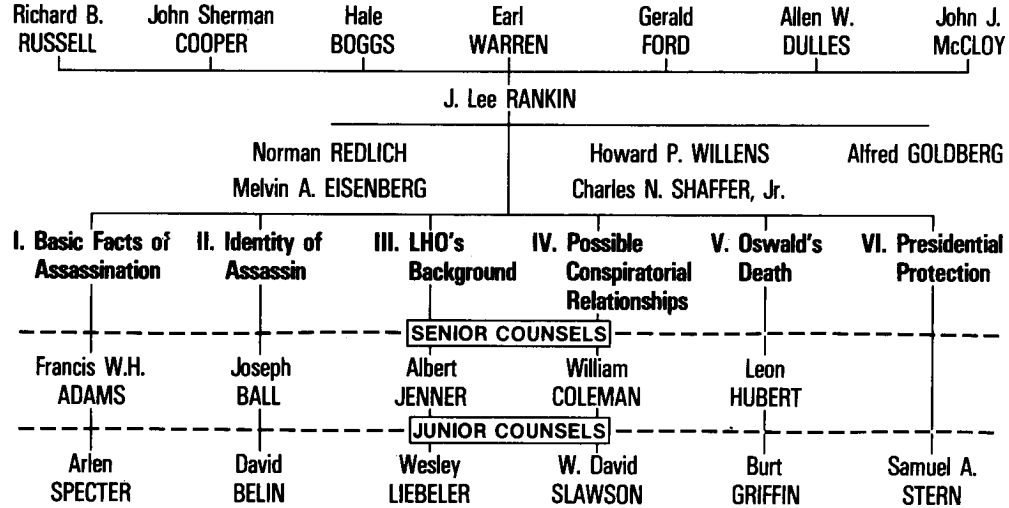 Richard B. John Sherman Hale Earl Gerald Allen W. John J.
RUSSELL COOPER BOGGS WARREN FORD DULLES McCLOY
J. Lee RANKIN
Norman REDLICH Howard P. WILLENS Alfred GOLDBERG
Melvin A. EISENBERG Charles N. SHAFFER, Jr.
I. Basic Facts of II. Identity of III. LHO's IV. Possible V. Oswald's VI. Presidential
Assassination Assassin Background Conspiratorial Death Protection
Relationships
SENIOR COUNSELS
Francis W.H. Joseph Albert William Leon
ADAMS BALL JENNER COLEMAN HUBERT
JUNIOR COUNSELS
Arlen David Wesley W. David Burt Samuel A.
SPECTER BELIN LIEBELER SLAWSON GRIFFIN STERN